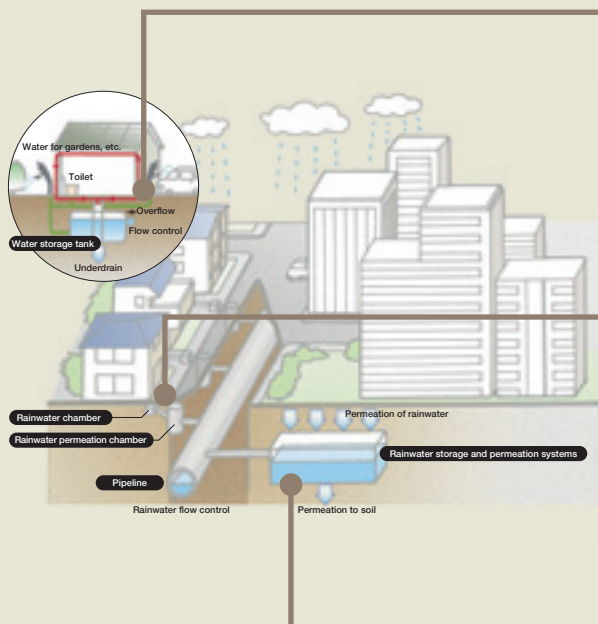 Water for gardens, etc.
Toilet
Overflow
Flow control
Water storage tank
Underdrain
Rainwater chamber
Permeation of rainwater
Rainwater permeation chamber
Rainwater storage and permeation systems
Pipeline
Rainwater flow control
Permeation to soil